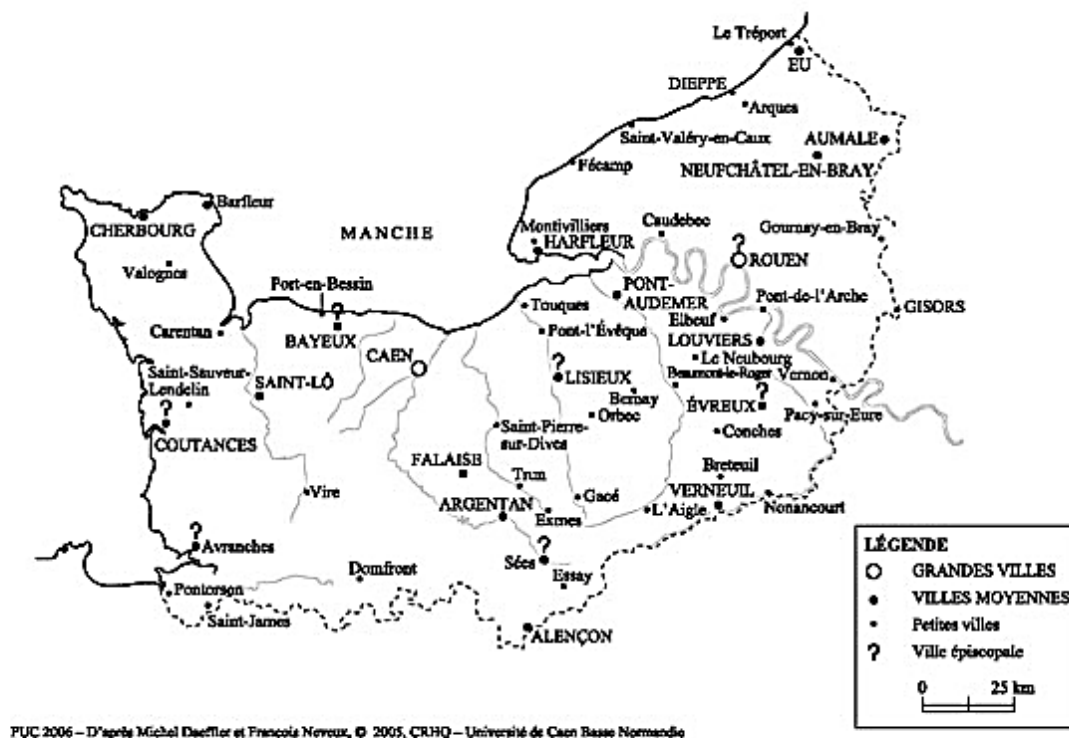 Le Tréport
EU
DIEPPE
Arques
Saint-Valéry-en-Caux
AUMALE
Fécamp
NEUFCHÂTEL-EN-BRAY
Barfleur
CHERBOURG
MANCHE
Montivilliers
HARFLEUR
Caudebec
Gournay-en-Bray
?
ROUEN
Valognes
Port-en-Bessin
?
BAYEUX
Touques
PONT-
AUDEMER
Pont-de-l'Arche
GISORS
Carentan
Pont-l'Évêque
Elbeuf
LOUVIERS
CAEN
Le Neubourg
Saint-Sauveur-
Lendelin
SAINT-LÔ
?
LISIEUX
Beaumont-le-Roger
Vernon
Bernay
?
ÉVREUX
Pacy-sur-Eure
?
COUTANCES
Orbec
Saint-Pierre-
sur-Dives
Conches
FALAISE
Breteuil
Vire
Trun
Gacé
VERNEUIL
ARGENTAN
Exmes
L'Aigle
Nonancourt
?
Avranches
?
Sées
Essay
Domfront
Pontorson
Saint-James
ALENÇON
LÉGENDE
GRANDES VILLES
VILLES MOYENNES
Petites villes
? Ville épiscopale
0 25 km
PUC 2006 – D'après Michel Daeffler et François Neveux, © 2005, CRHQ – Université de Caen Basse Normandie